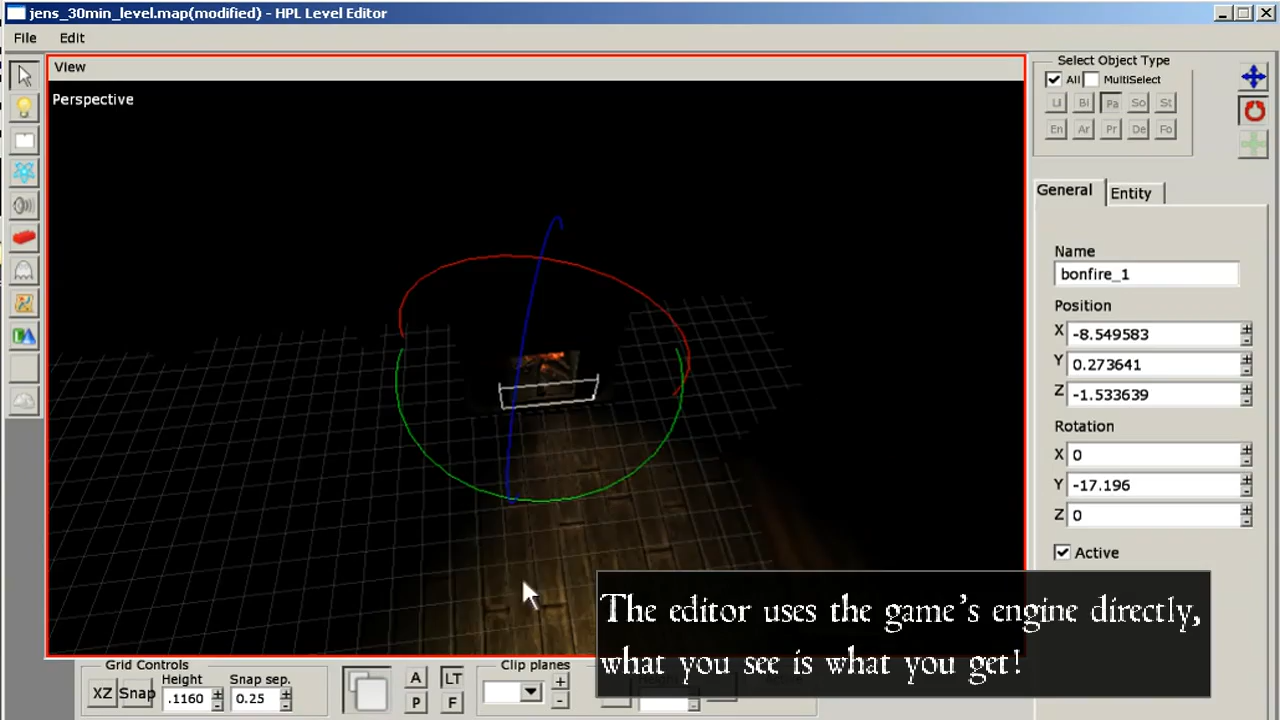 jens_30min_level.map(modified) - HPL Level Editor
File Edit
View
Perspective
Select Object Type
All MultiSelect
LI Bi Pa So St
En Ar Pr De Fo
General Entity
Name
bonfire_1
Position
X -8.549583
Y 0.273641
Z -1.533639
Rotation
X 0
Y -17.196
Z 0
Active
The editor uses the game's engine directly,
what you see is what you get!
Grid Controls
Height Snap sep.
XZ Snap .1160 0.25
A LT
P F
Clip planes